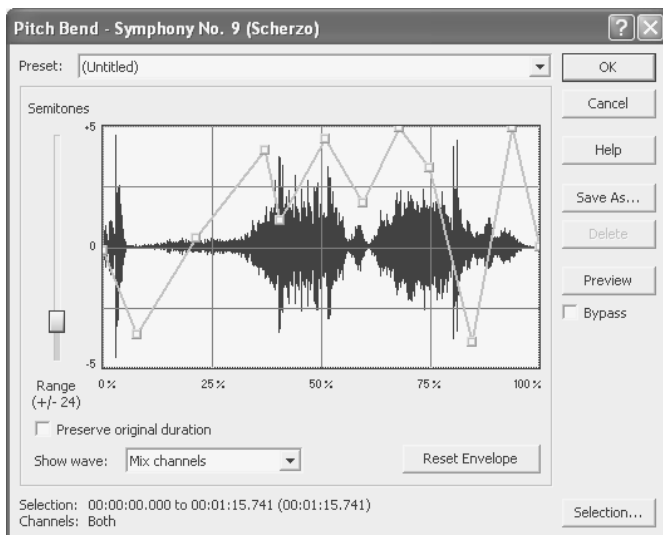 Pitch Bend - Symphony No. 9 (Scherzo)
Preset: (Untitled)
OK
Cancel
Help
Save As...
Delete
Preview
Bypass
Semitones
+5
0
-5
0 % 25 % 50 % 75 % 100 %
Range
(+/- 24)
Preserve original duration
Show wave: Mix channels
Reset Envelope
Selection: 00:00:00.000 to 00:01:15.741 (00:01:15.741)
Channels: Both
Selection...